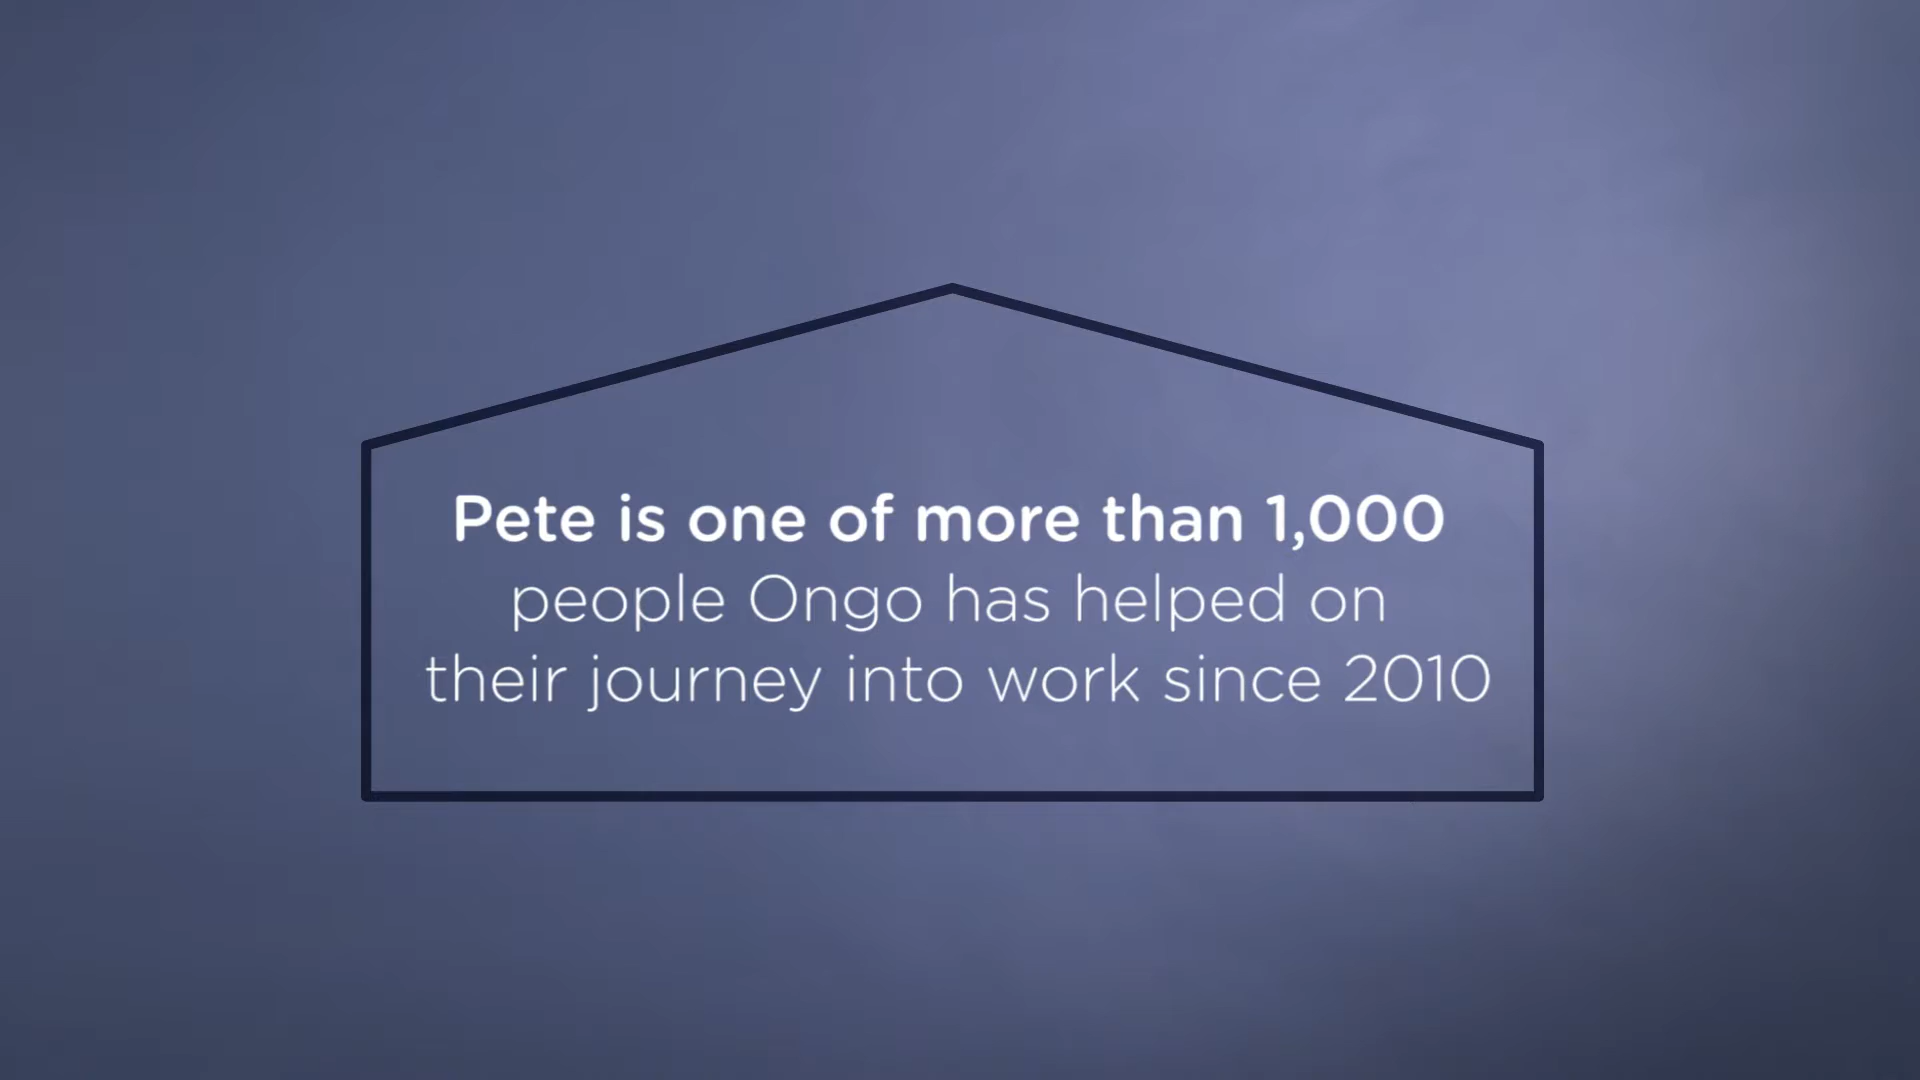 Pete is one of more than 1,000
people Ongo has helped on
their journey into work since 2010